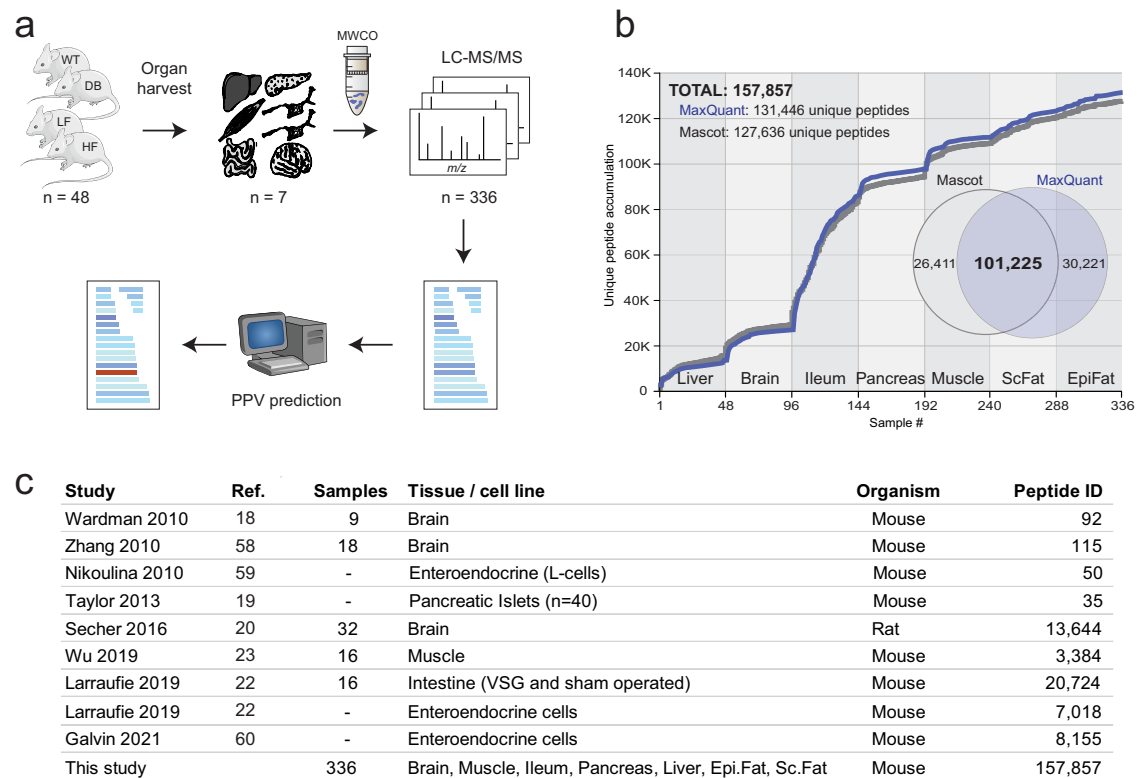 a
WT
DB
LF
HF
n = 48
Organ
harvest
n = 7
MWCO
LC-MS/MS
m/z
n = 336
PPV prediction
b
Unique peptide accumulation
140K
120K
100K
80K
60K
40K
20K
0
TOTAL: 157,857
MaxQuant: 131,446 unique peptides
Mascot: 127,636 unique peptides
Mascot
MaxQuant
26,411
101,225
30,221
Liver Brain Ileum Pancreas Muscle ScFat EpiFat
1 48 96 144 192 240 288 336
Sample #
c
Study Ref. Samples Tissue / cell line Organism Peptide ID
Wardman 2010 18 9 Brain Mouse 92
Zhang 2010 58 18 Brain Mouse 115
Nikoulina 2010 59 - Enteroendocrine (L-cells) Mouse 50
Taylor 2013 19 - Pancreatic Islets (n=40) Mouse 35
Secher 2016 20 32 Brain Rat 13,644
Wu 2019 23 16 Muscle Mouse 3,384
Larraufie 2019 22 16 Intestine (VSG and sham operated) Mouse 20,724
Larraufie 2019 22 - Enteroendocrine cells Mouse 7,018
Galvin 2021 60 - Enteroendocrine cells Mouse 8,155
This study 336 Brain, Muscle, Ileum, Pancreas, Liver, Epi.Fat, Sc.Fat Mouse 157,857